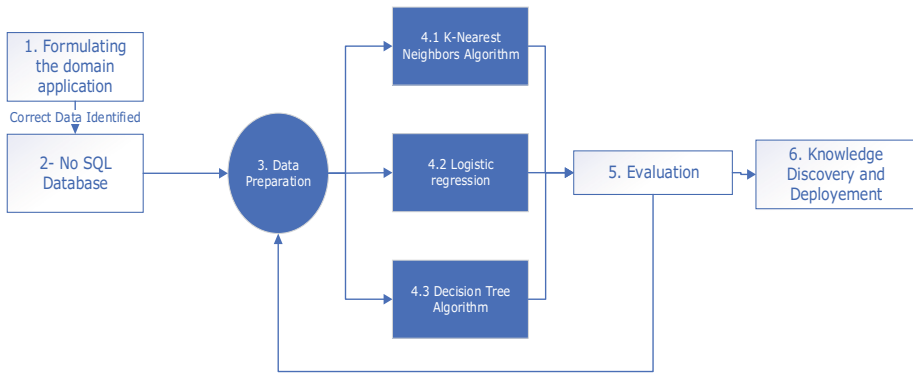 1. Formulating
the domain
application
Correct Data Identified
2- No SQL
Database
3. Data
Preparation
4.1 K-Nearest
Neighbors Algorithm
4.2 Logistic
regression
4.3 Decision Tree
Algorithm
5. Evaluation
6. Knowledge
Discovery and
Deployement